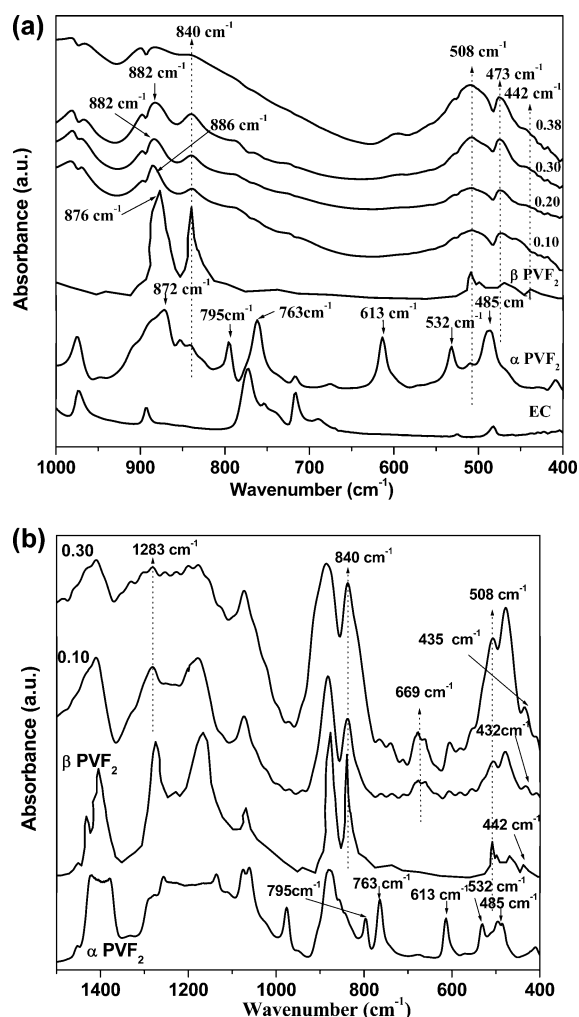 (a)
840 cm⁻¹
508 cm⁻¹
882 cm⁻¹
473 cm⁻¹
442 cm⁻¹
882 cm⁻¹
886 cm⁻¹
0.38
0.30
0.20
0.10
876 cm⁻¹
β PVF₂
872 cm⁻¹
795cm⁻¹
763cm⁻¹
613 cm⁻¹
532 cm⁻¹
485 cm⁻¹
α PVF₂
EC
Absorbance (a.u.)
1000 900 800 700 600 500 400
Wavenumber (cm⁻¹)
(b)
0.30
1283 cm⁻¹
840 cm⁻¹
508 cm⁻¹
435 cm⁻¹
0.10
669 cm⁻¹
432cm⁻¹
β PVF₂
442 cm⁻¹
795cm⁻¹
763 cm⁻¹
613 cm⁻¹
532 cm⁻¹
485 cm⁻¹
α PVF₂
Absorbance (a.u.)
1400 1200 1000 800 600 400
Wavenumber (cm⁻¹)